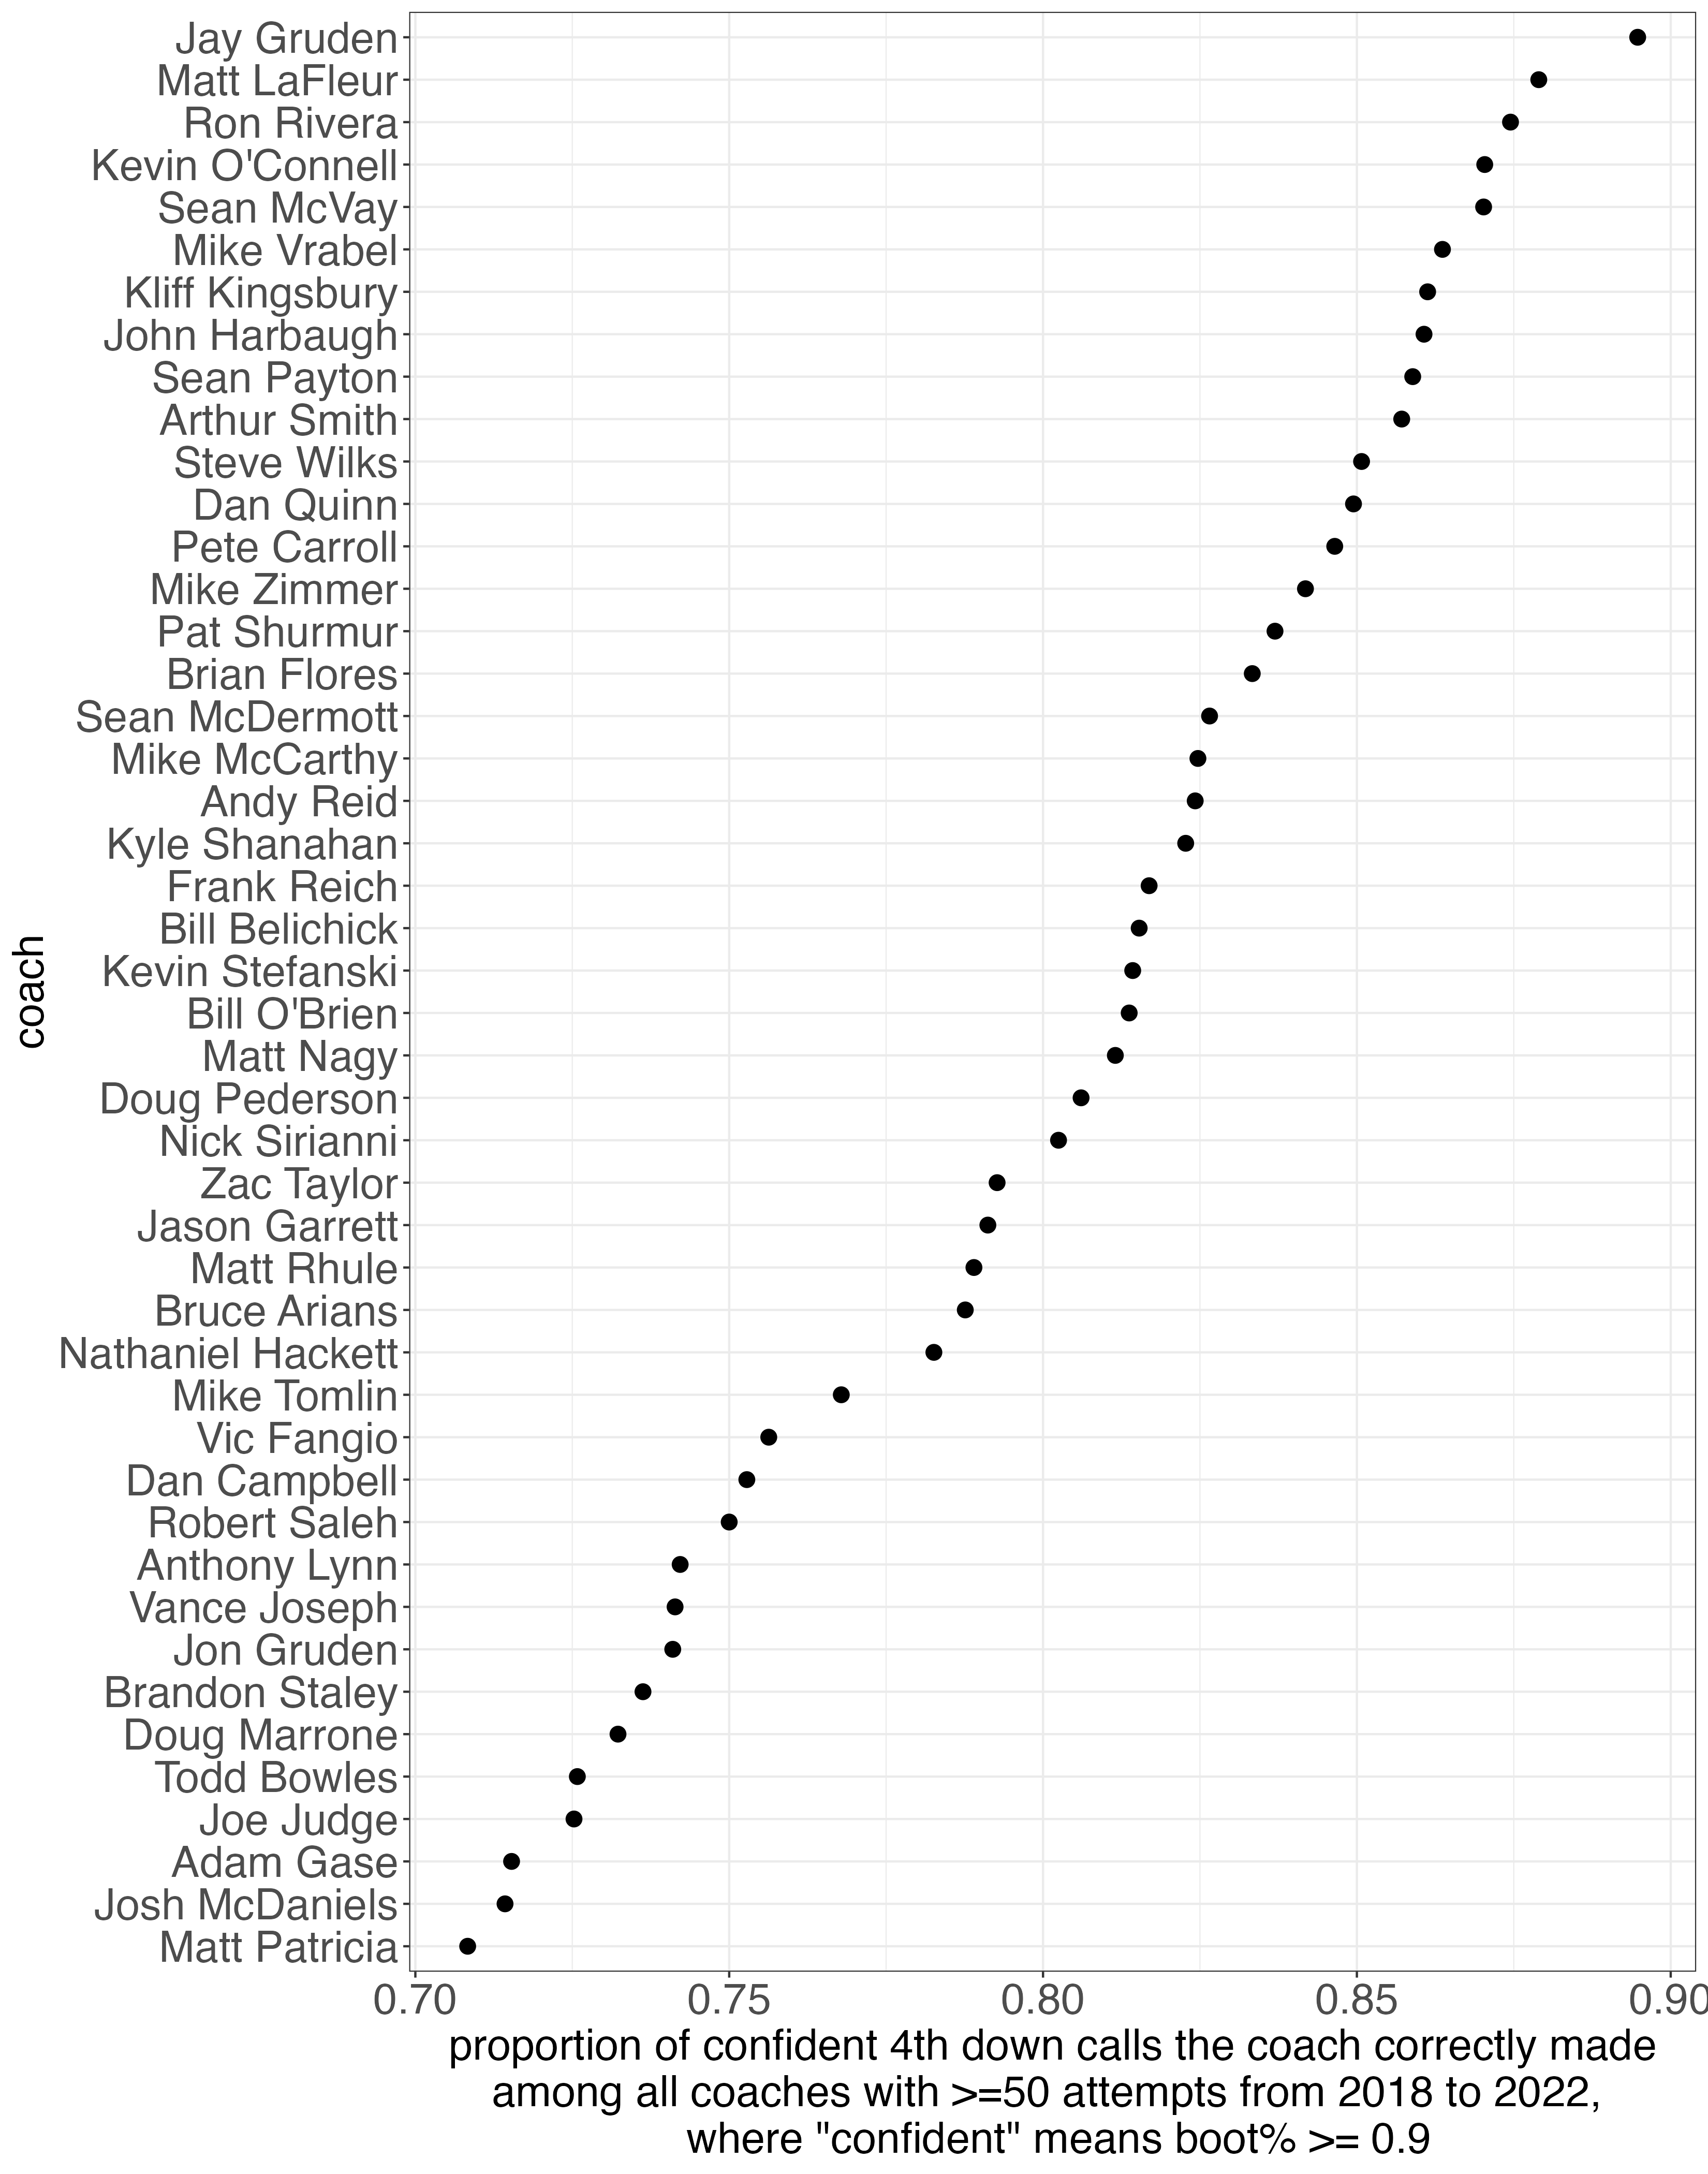 Jay Gruden
Matt LaFleur
Ron Rivera
Kevin O'Connell
Sean McVay
Mike Vrabel
Kliff Kingsbury
John Harbaugh
Sean Payton
Arthur Smith
Steve Wilks
Dan Quinn
Pete Carroll
Mike Zimmer
Pat Shurmur
Brian Flores
Sean McDermott
Mike McCarthy
Andy Reid
Kyle Shanahan
Frank Reich
Bill Belichick
Kevin Stefanski
Bill O'Brien
Matt Nagy
Doug Pederson
Nick Sirianni
Zac Taylor
Jason Garrett
Matt Rhule
Bruce Arians
Nathaniel Hackett
Mike Tomlin
Vic Fangio
Dan Campbell
Robert Saleh
Anthony Lynn
Vance Joseph
Jon Gruden
Brandon Staley
Doug Marrone
Todd Bowles
Joe Judge
Adam Gase
Josh McDaniels
Matt Patricia
coach
0.70 0.75 0.80 0.85 0.90
proportion of confident 4th down calls the coach correctly made
among all coaches with >=50 attempts from 2018 to 2022,
where "confident" means boot% >= 0.9